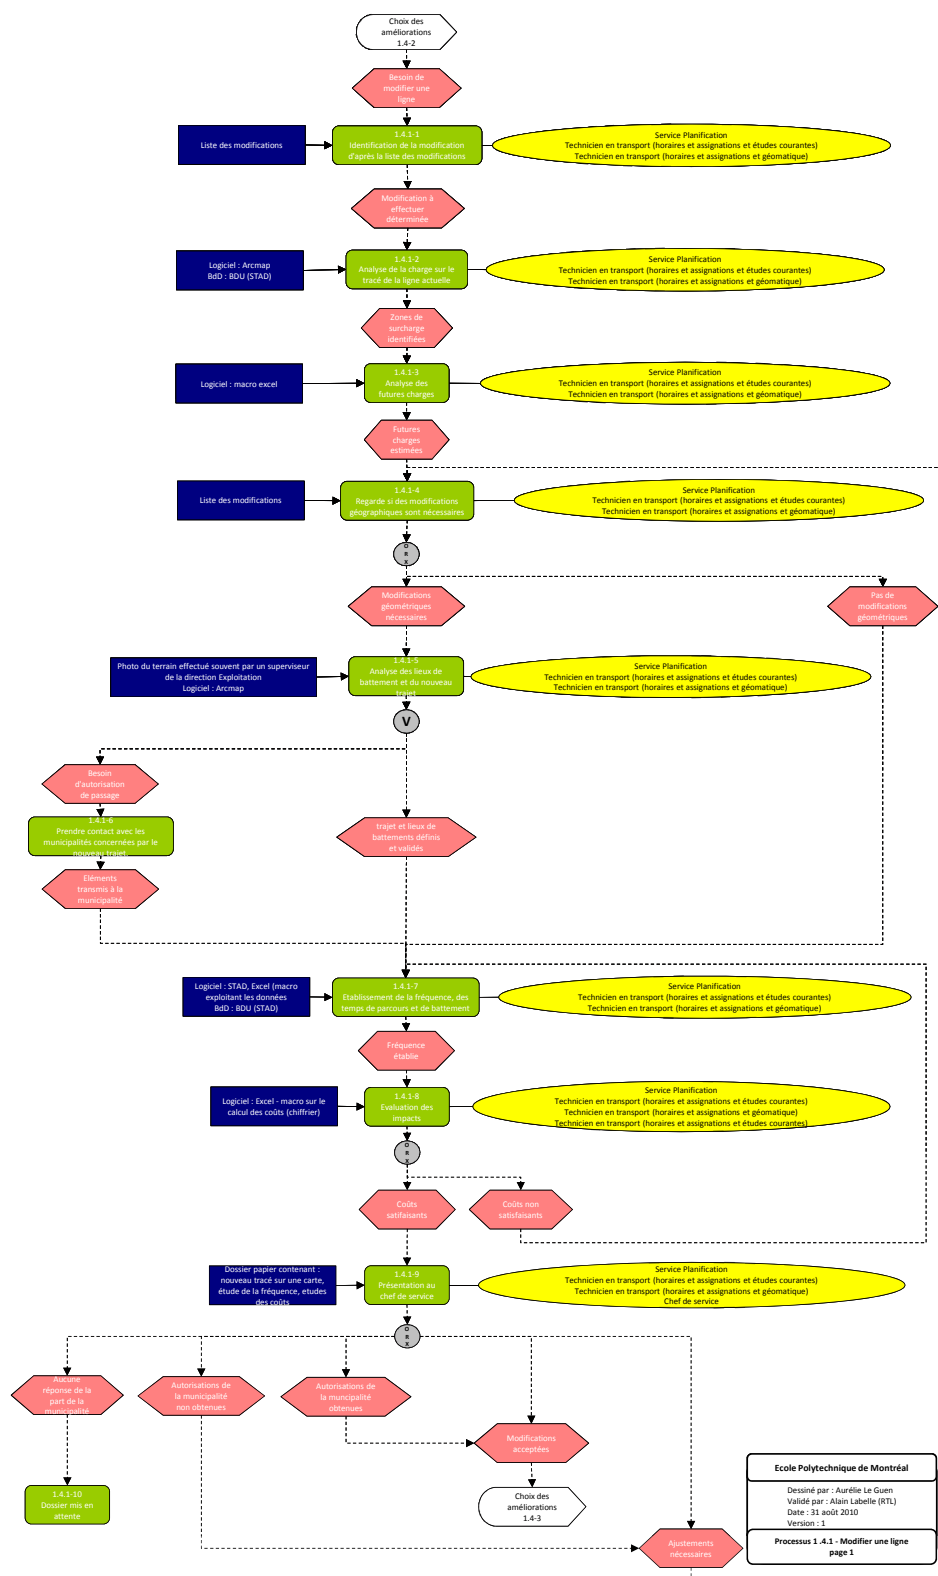 Choix des
améliorations
1.4-2
Besoin de
modifier une
ligne
Liste des modifications
1.4.1-1
Identification de la modification
d'après la liste des modifications
Service Planification
Technicien en transport (horaires et assignations et études courantes)
Technicien en transport (horaires et assignations et géomatique)
Modification à
effectuer
déterminée
Logiciel : Arcmap
BdD : BDU (STAD)
1.4.1-2
Analyse de la charge sur le
tracé de la ligne actuelle
Service Planification
Technicien en transport (horaires et assignations et études courantes)
Technicien en transport (horaires et assignations et géomatique)
Zones de
surcharge
identifiées
Logiciel : macro excel
1.4.1-3
Analyse des
futures charges
Service Planification
Technicien en transport (horaires et assignations et études courantes)
Technicien en transport (horaires et assignations et géomatique)
Futures
charges
estimées
Liste des modifications
1.4.1-4
Regarde si des modifications
géographiques sont nécessaires
Service Planification
Technicien en transport (horaires et assignations et études courantes)
Technicien en transport (horaires et assignations et géomatique)
O
R
X
Modifications
géométriques
nécessaires
Pas de
modifications
géométriques
Photo du terrain effectué souvent par un superviseur
de la direction Exploitation
Logiciel : Arcmap
1.4.1-5
Analyse des lieux de
battement et du nouveau
trajet
Service Planification
Technicien en transport (horaires et assignations et études courantes)
Technicien en transport (horaires et assignations et géomatique)
V
Besoin
d'autorisation
de passage
1.4.1-6
Prendre contact avec les
municipalités concernées par le
nouveau trajet.
trajet et lieux de
battements définis
et validés
Eléments
transmis à la
municipalité
Logiciel : STAD, Excel (macro
exploitant les données
BdD : BDU (STAD)
1.4.1-7
Etablissement de la fréquence, des
temps de parcours et de battement
Service Planification
Technicien en transport (horaires et assignations et études courantes)
Technicien en transport (horaires et assignations et géomatique)
Fréquence
établie
Logiciel : Excel - macro sur le
calcul des coûts (chiffrier)
1.4.1-8
Evaluation des
impacts
Service Planification
Technicien en transport (horaires et assignations et études courantes)
Technicien en transport (horaires et assignations et géomatique)
Technicien en transport (horaires et assignations et études courantes)
O
R
X
Coûts
satifaisants
Coûts non
satisfaisants
Dossier papier contenant :
nouveau tracé sur une carte,
étude de la fréquence, etudes
des coûts
1.4.1-9
Présentation au
chef de service
Service Planification
Technicien en transport (horaires et assignations et études courantes)
Technicien en transport (horaires et assignations et géomatique)
Chef de service
O
R
X
Aucune
réponse de la
part de la
municipalité
Autorisations de
la municipalité
non obtenues
Autorisations de
la muncipalité
obtenues
Modifications
acceptées
1.4.1-10
Dossier mis en
attente
Choix des
améliorations
1.4-3
Ajustements
nécessaires
Ecole Polytechnique de Montréal
Dessiné par : Aurélie Le Guen
Validé par : Alain Labelle (RTL)
Date : 31 août 2010
Version : 1
Processus 1 .4.1 - Modifier une ligne
page 1